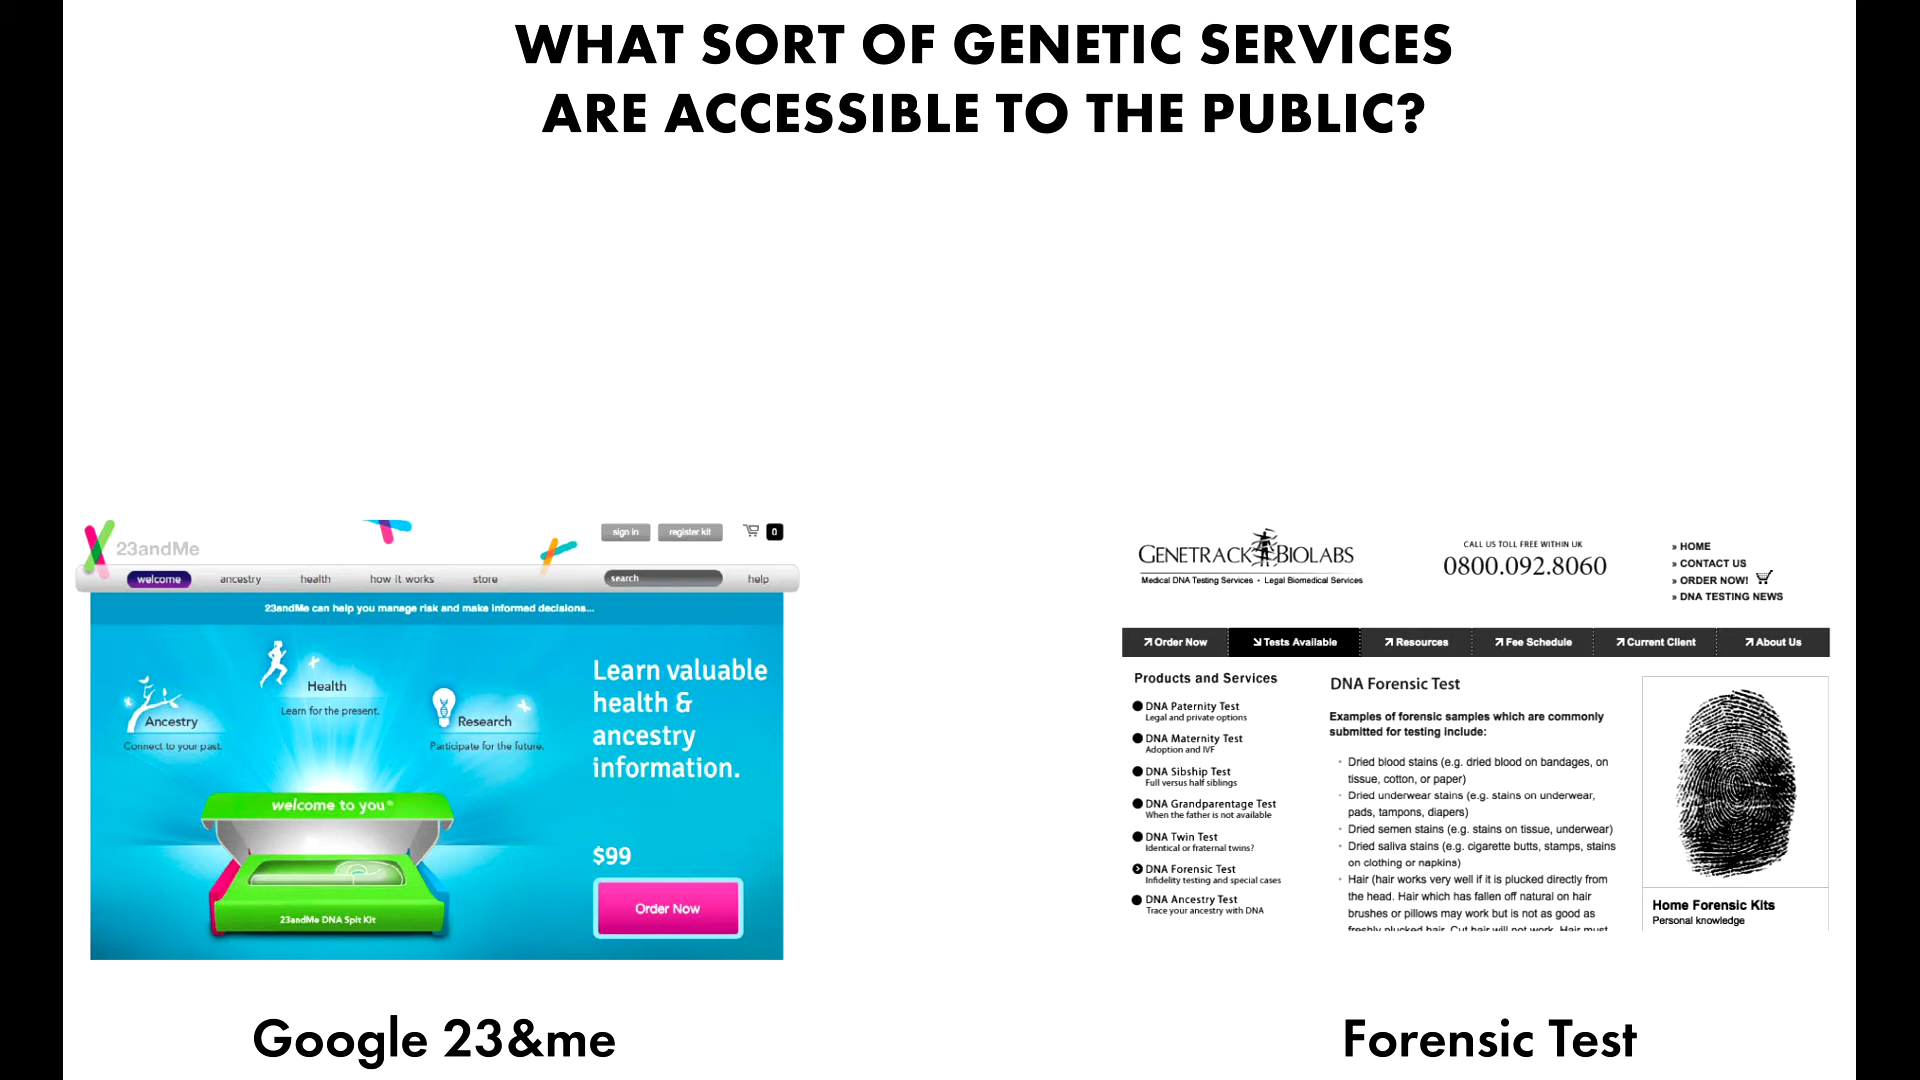 WHAT SORT OF GENETIC SERVICES
ARE ACCESSIBLE TO THE PUBLIC?
23andMe
sign in
register kit
0
welcome
ancestry
health
how it works
store
search
help
23andMe can help you manage risk and make informed decisions...
Health
Learn for the present.
Ancestry
Connect to your past.
Research
Participate for the future.
Learn valuable
health &
ancestry
information.
welcome to you®
$99
Order Now
23andMe DNA Spit Kit
Google 23&me
GENETRACK BIOLABS
Medical DNA Testing Services • Legal Biomedical Services
CALL US TOLL FREE WITHIN UK
0800.092.8060
» HOME
» CONTACT US
» ORDER NOW!
» DNA TESTING NEWS
Order Now
Tests Available
Resources
Fee Schedule
Current Client
About Us
Products and Services
DNA Paternity Test
Legal and private options
DNA Maternity Test
Adoption and IVF
DNA Sibship Test
Full versus half siblings
DNA Grandparentage Test
When the father is not available
DNA Twin Test
Identical or fraternal twins?
DNA Forensic Test
Infidelity testing and special cases
DNA Ancestry Test
Trace your ancestry with DNA
DNA Forensic Test
Examples of forensic samples which are commonly
submitted for testing include:
Dried blood stains (e.g. dried blood on bandages, on
tissue, cotton, or paper)
Dried underwear stains (e.g. stains on underwear,
pads, tampons, diapers)
Dried semen stains (e.g. stains on tissue, underwear)
Dried saliva stains (e.g. cigarette butts, stamps, stains
on clothing or napkins)
Hair (hair works very well if it is plucked directly from
the head. Hair which has fallen off natural on hair
brushes or pillows may work but is not as good as
freshly plucked hair. Cut hair will not work. Hair must
Home Forensic Kits
Personal knowledge
Forensic Test